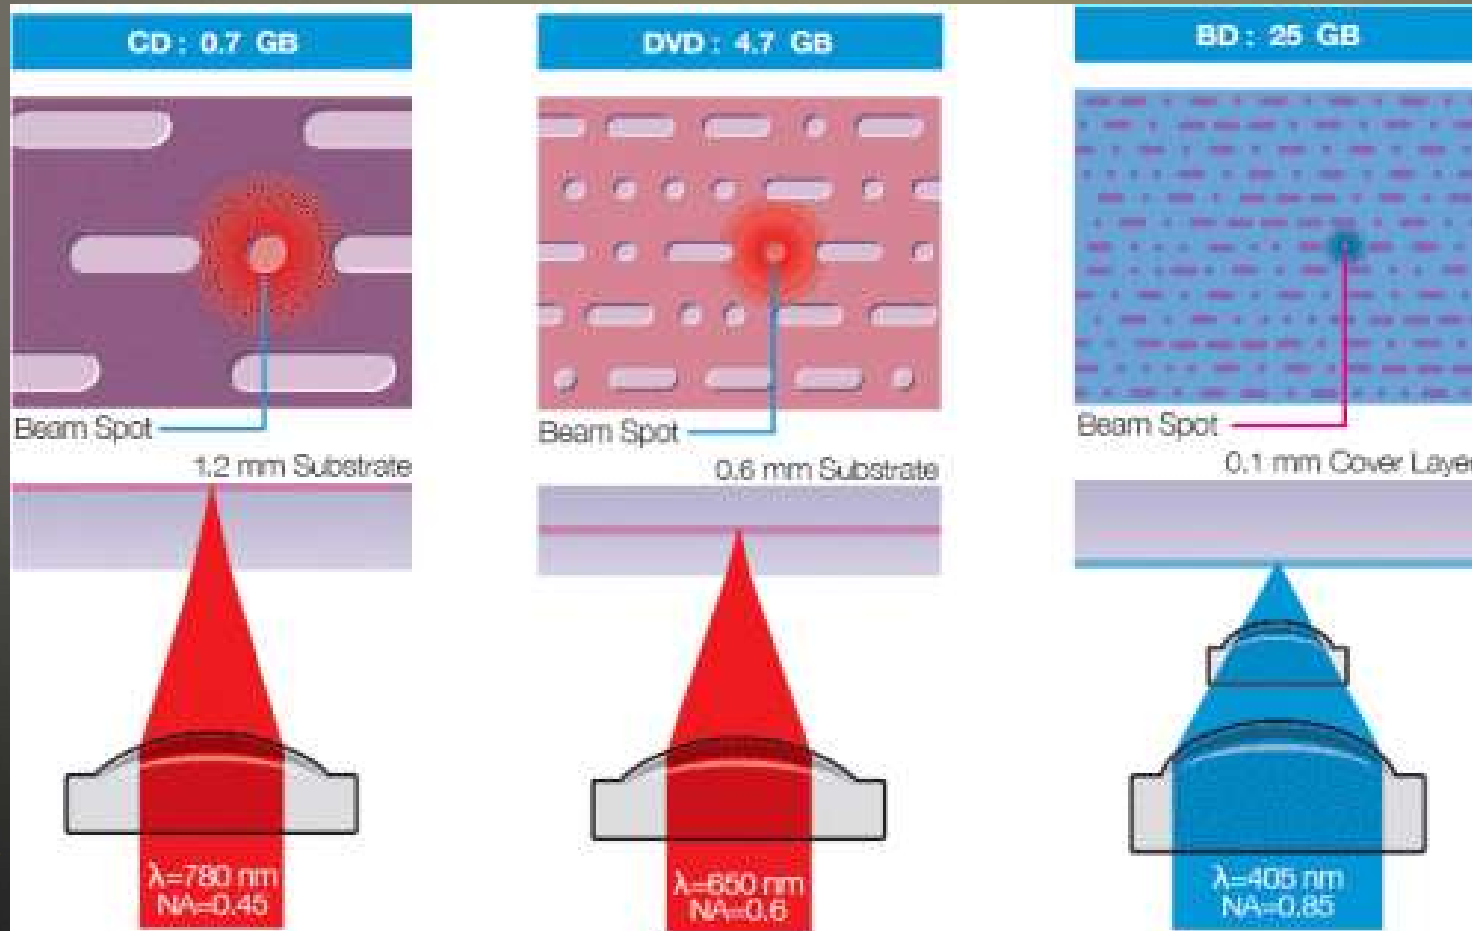 CD : 0.7 GB
Beam Spot
1.2 mm Substrate
λ=780 nm
NA=0.45
DVD : 4.7 GB
Beam Spot
0.6 mm Substrate
λ=650 nm
NA=0.6
BD : 25 GB
Beam Spot
0.1 mm Cover Layer
λ=405 nm
NA=0.85